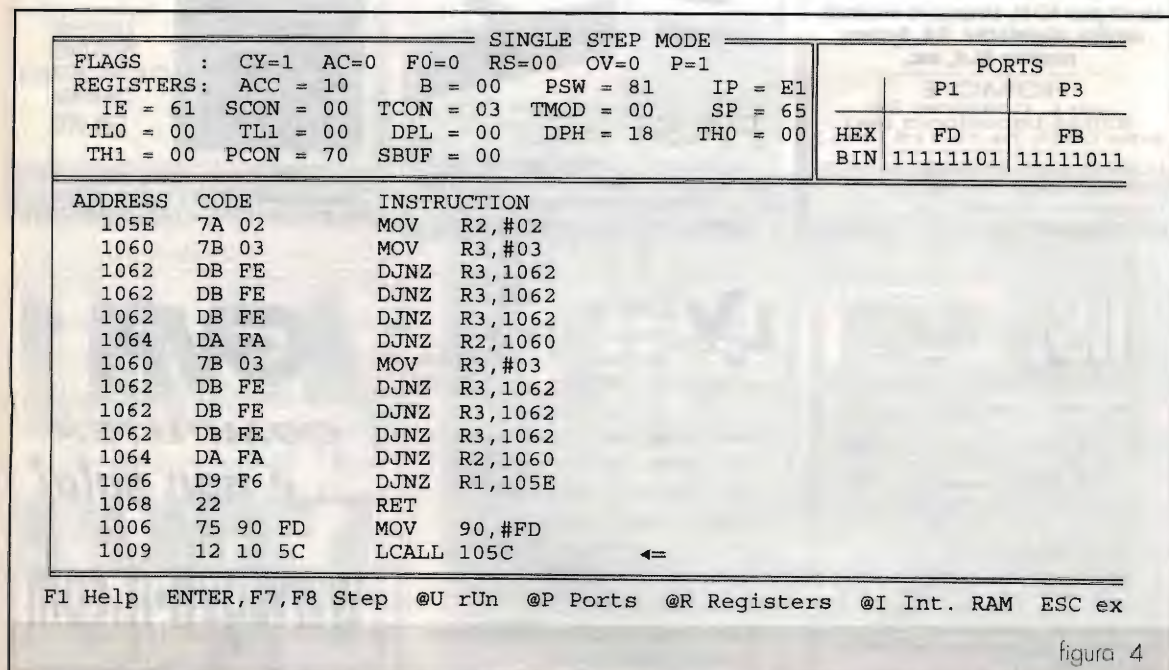 SINGLE STEP MODE
FLAGS : CY=1 AC=0 F0=0 RS=00 OV=0 P=1
REGISTERS: ACC = 10 B = 00 PSW = 81 IP = E1
IE = 61 SCON = 00 TCON = 03 TMOD = 00 SP = 65
TL0 = 00 TL1 = 00 DPL = 00 DPH = 18 TH0 = 00
TH1 = 00 PCON = 70 SBUF = 00
PORTS
P1 P3
HEX FD FB
BIN 11111101 11111011
ADDRESS CODE INSTRUCTION
105E 7A 02 MOV R2,#02
1060 7B 03 MOV R3,#03
1062 DB FE DJNZ R3,1062
1062 DB FE DJNZ R3,1062
1062 DB FE DJNZ R3,1062
1064 DA FA DJNZ R2,1060
1060 7B 03 MOV R3,#03
1062 DB FE DJNZ R3,1062
1062 DB FE DJNZ R3,1062
1062 DB FE DJNZ R3,1062
1064 DA FA DJNZ R2,1060
1066 D9 F6 DJNZ R1,105E
1068 22 RET
1006 75 90 FD MOV 90,#FD
1009 12 10 5C LCALL 105C ⇐
F1 Help ENTER,F7,F8 Step @U rUn @P Ports @R Registers @I Int. RAM ESC ex
figura 4